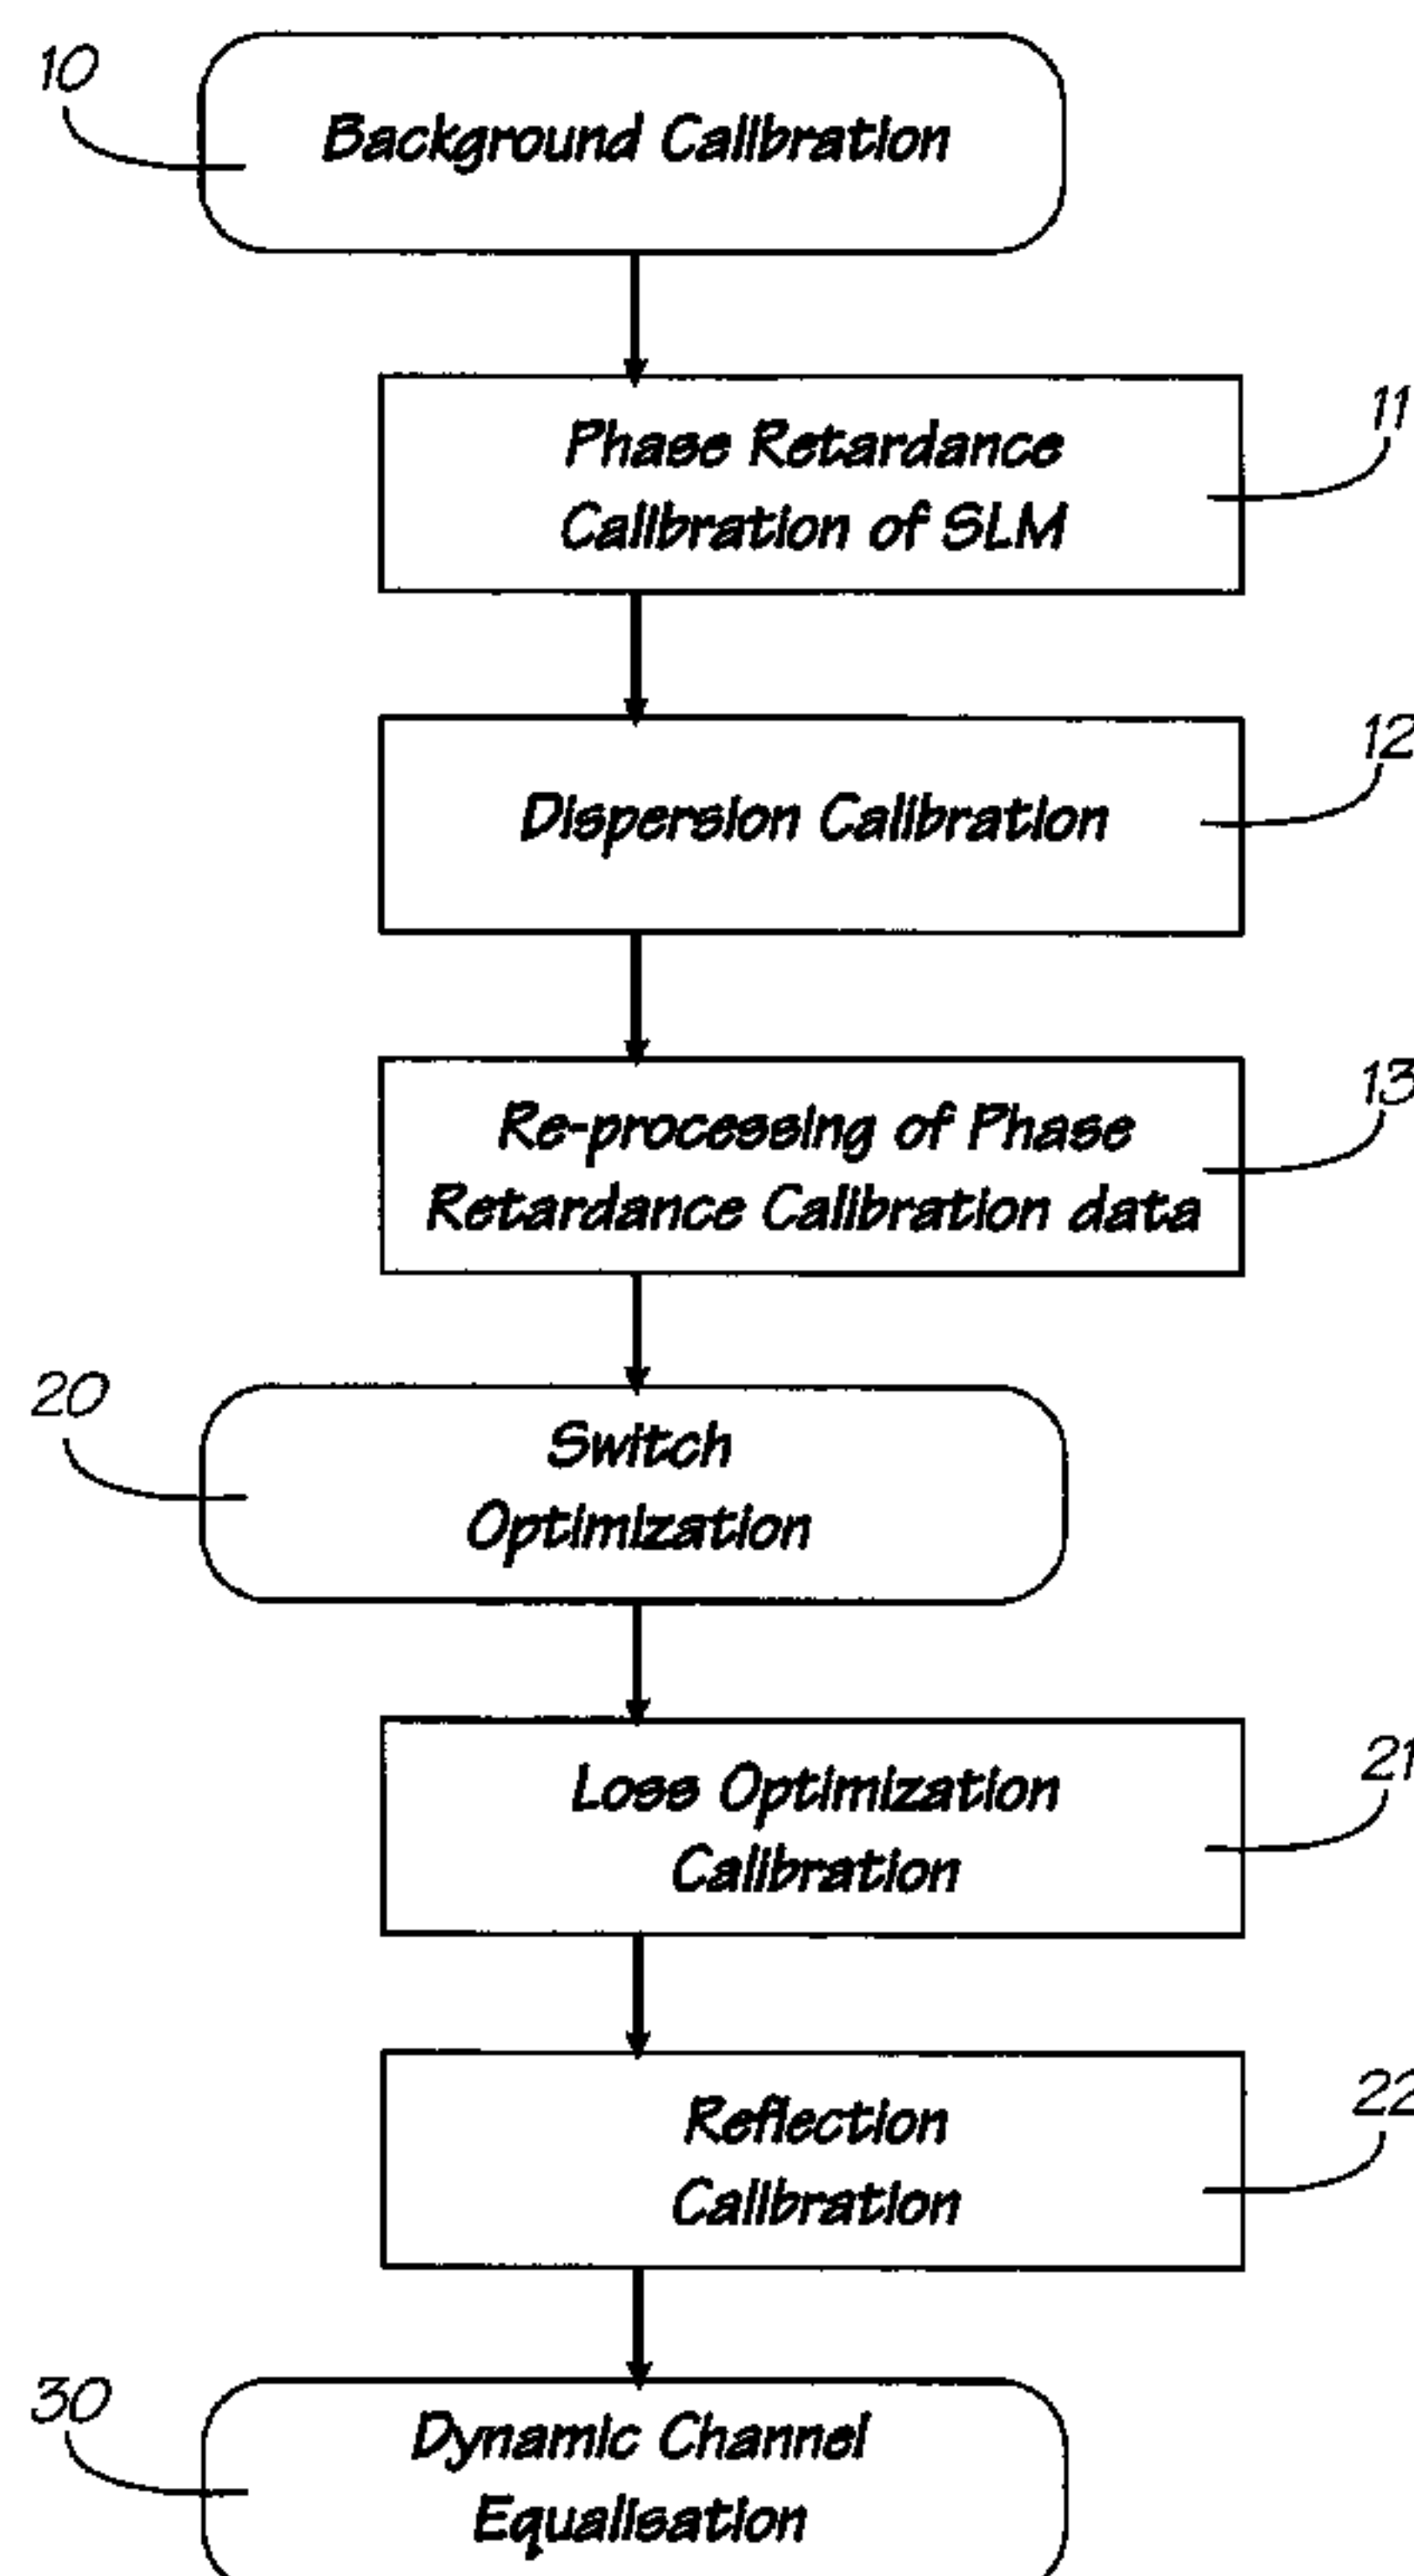 10
Background Calibration
Phase Retardance
Calibration of SLM
11
Dispersion Calibration
12
Re-processing of Phase
Retardance Calibration data
13
20
Switch
Optimization
Loss Optimization
Calibration
21
Reflection
Calibration
22
30
Dynamic Channel
Equalisation